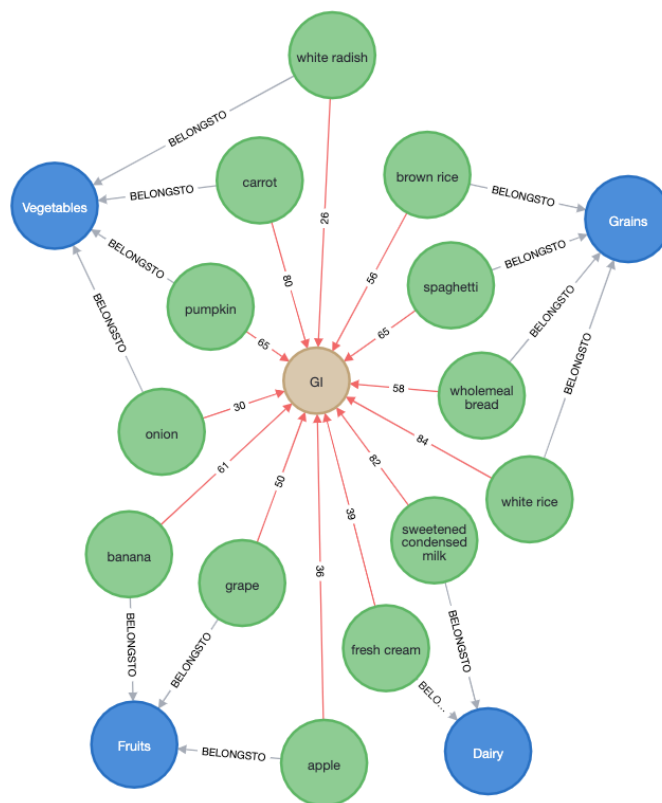 white radish
BELONGSTO
Vegetables
BELONGSTO
carrot
brown rice
BELONGSTO
Grains
26
80
56
BELONGSTO
pumpkin
spaghetti
BELONGSTO
65
65
BELONGSTO
BELONGSTO
BELONGSTO
GI
58
wholemeal
bread
onion
30
84
white rice
61
50
39
82
sweetened
condensed
milk
banana
grape
36
BELONGSTO
BELONGSTO
fresh cream
BELONGSTO
BELO...
Fruits
BELONGSTO
apple
Dairy